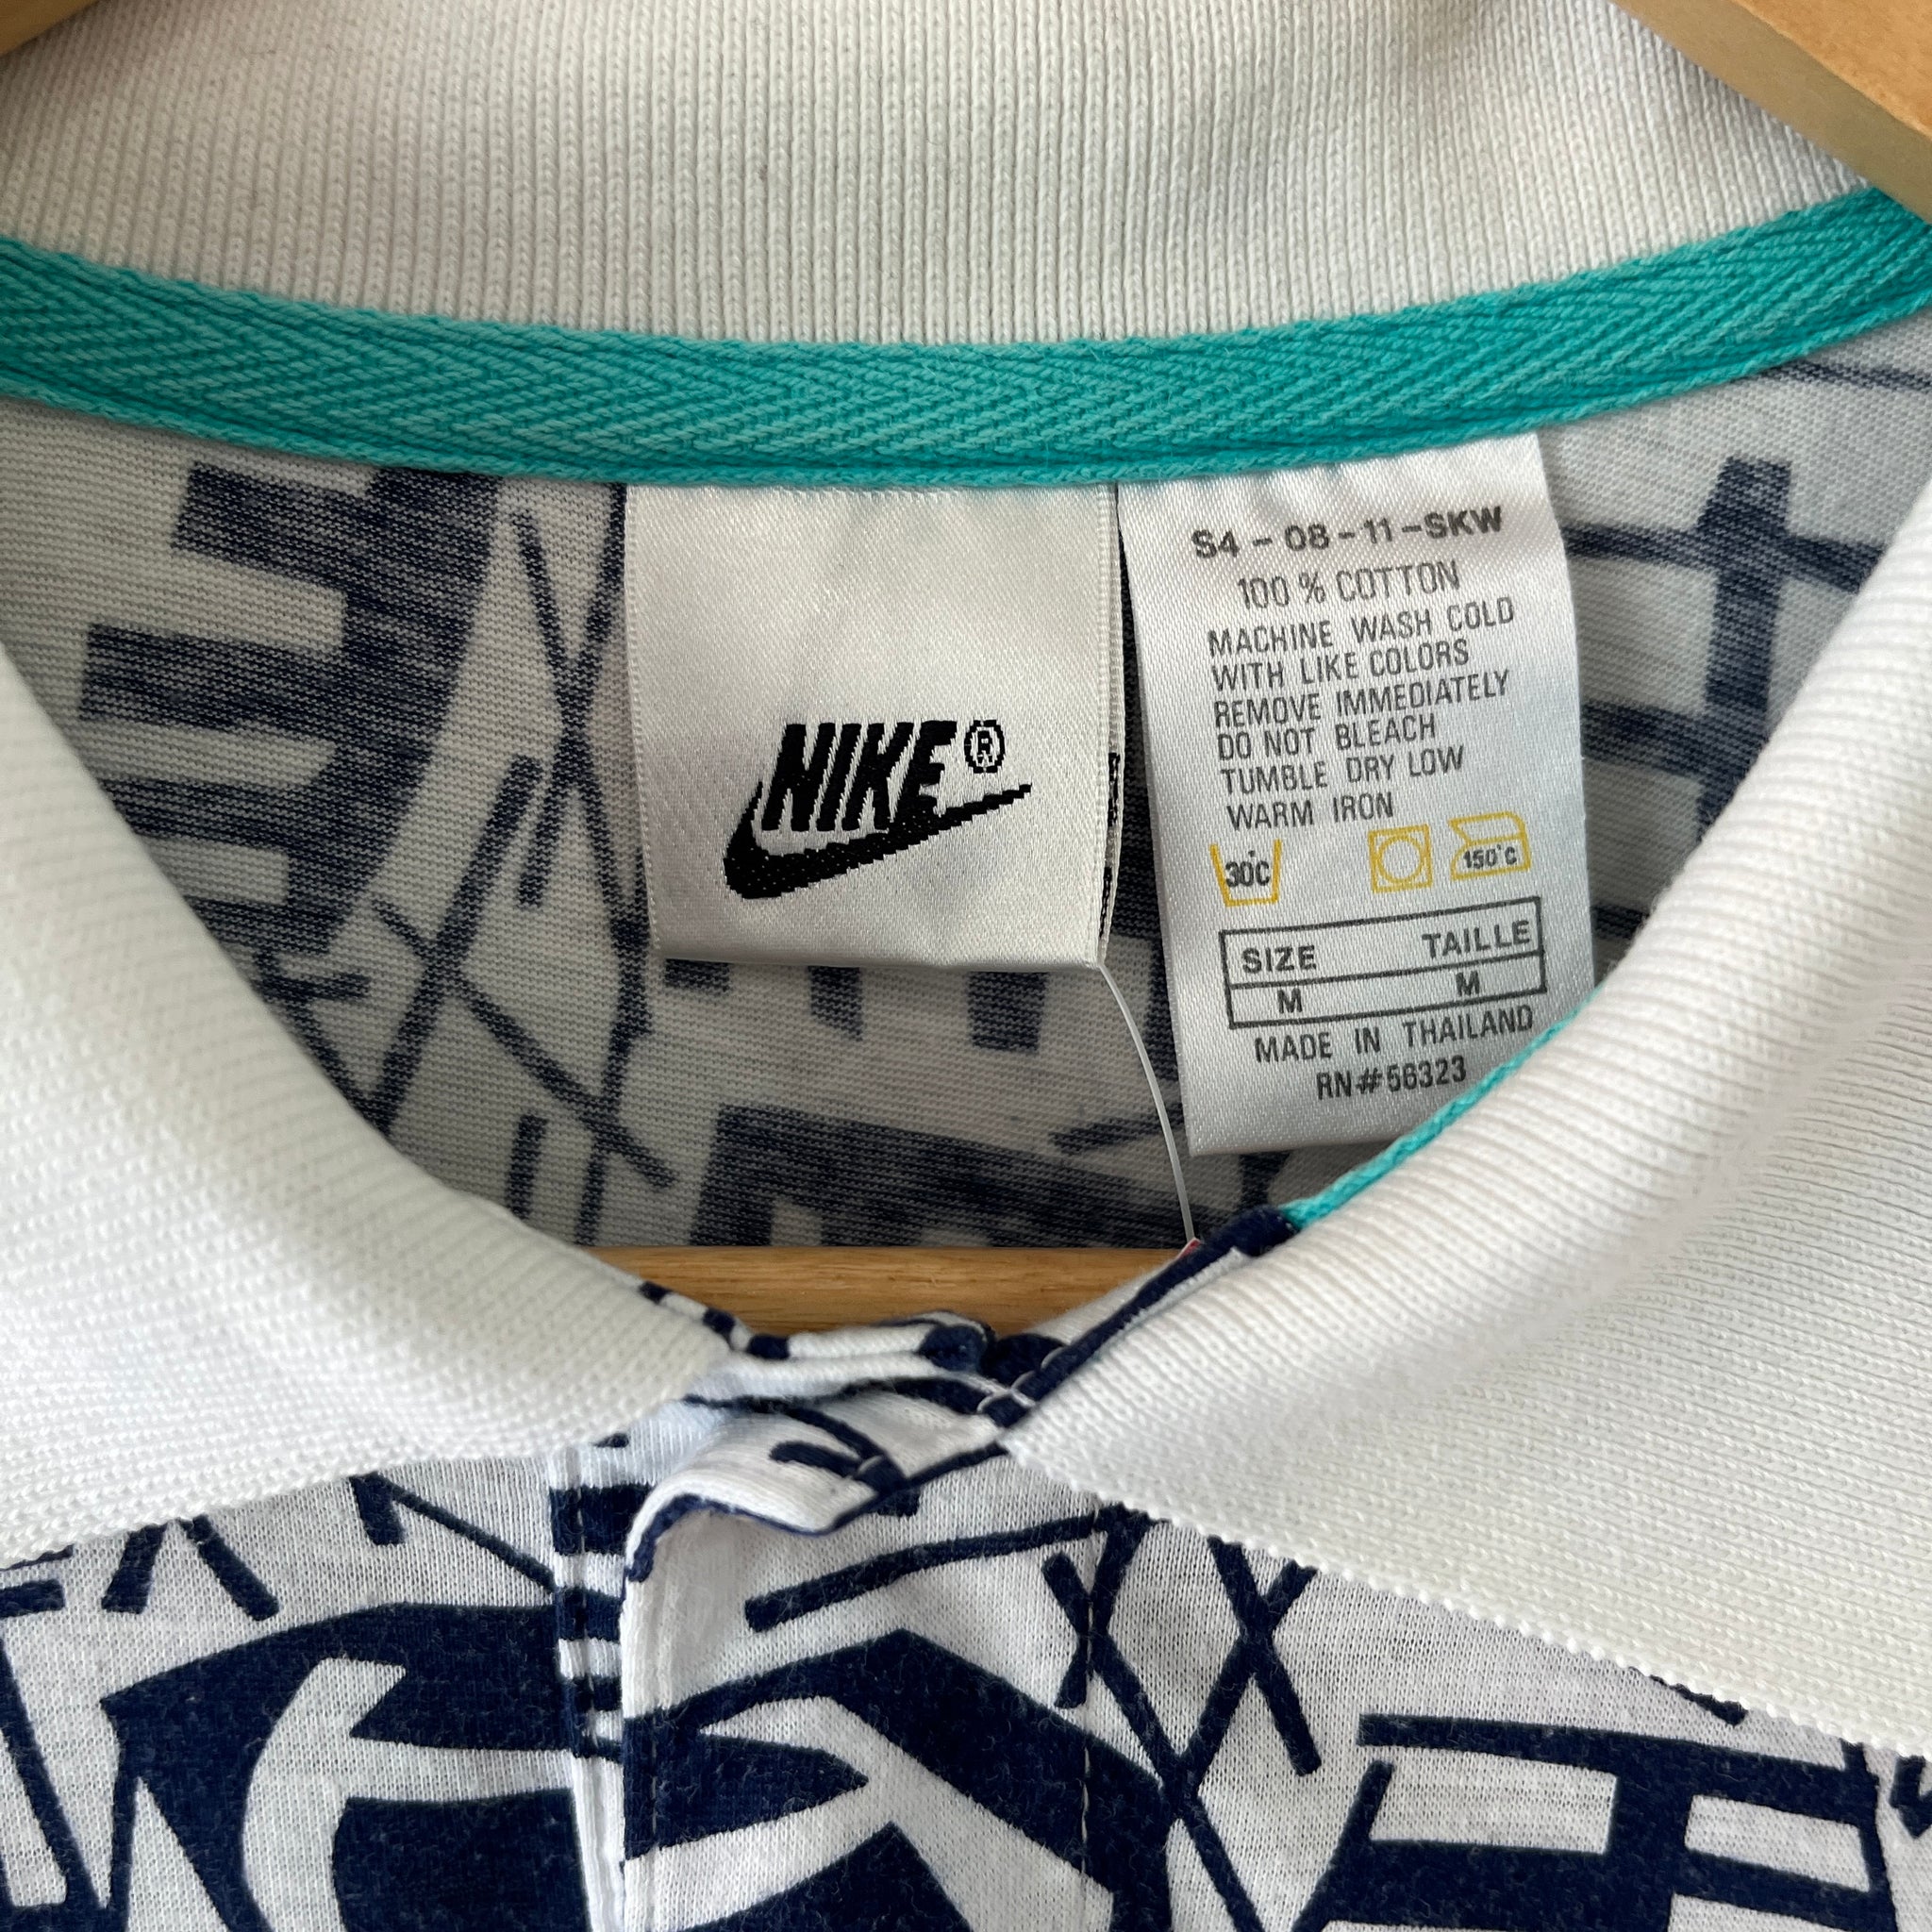 NIKE®
S4-08-11-SKW
100 % COTTON
MACHINE WASH COLD
WITH LIKE COLORS
REMOVE IMMEDIATELY
DO NOT BLEACH
TUMBLE DRY LOW
WARM IRON
30°C 150°C
SIZE TAILLE
M M
MADE IN THAILAND
RN#56323